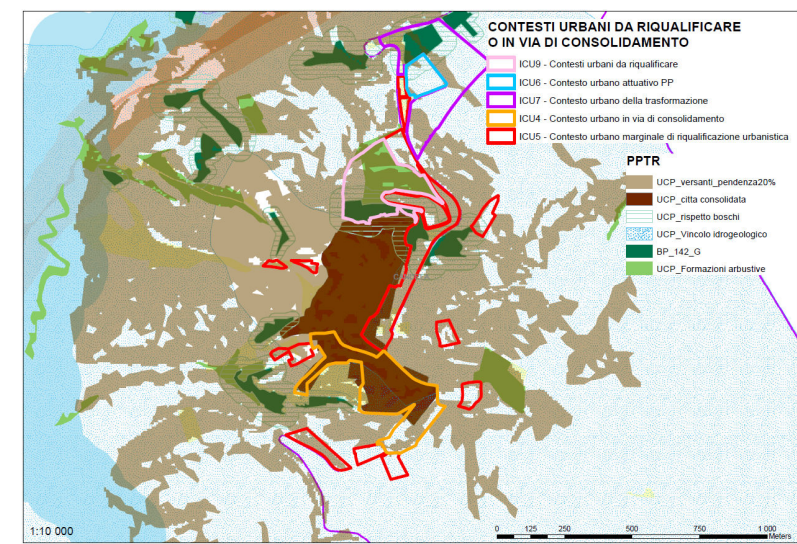 CONTESTI URBANI DA RIQUALIFICARE
O IN VIA DI CONSOLIDAMENTO
ICU9 - Contesti urbani da riqualificare
ICU6 - Contesto urbano attuativo PP
ICU7 - Contesto urbano della trasformazione
ICU4 - Contesto urbano in via di consolidamento
ICU5 - Contesto urbano marginale di riqualificazione urbanistica
PPTR
UCP_versanti_pendenza20%
UCP_citta consolidata
UCP_rispetto boschi
UCP_Vincolo idrogeologico
BP_142_G
UCP_Formazioni arbustive
1:10 000
0 125 250 500 750 1 000
Meters